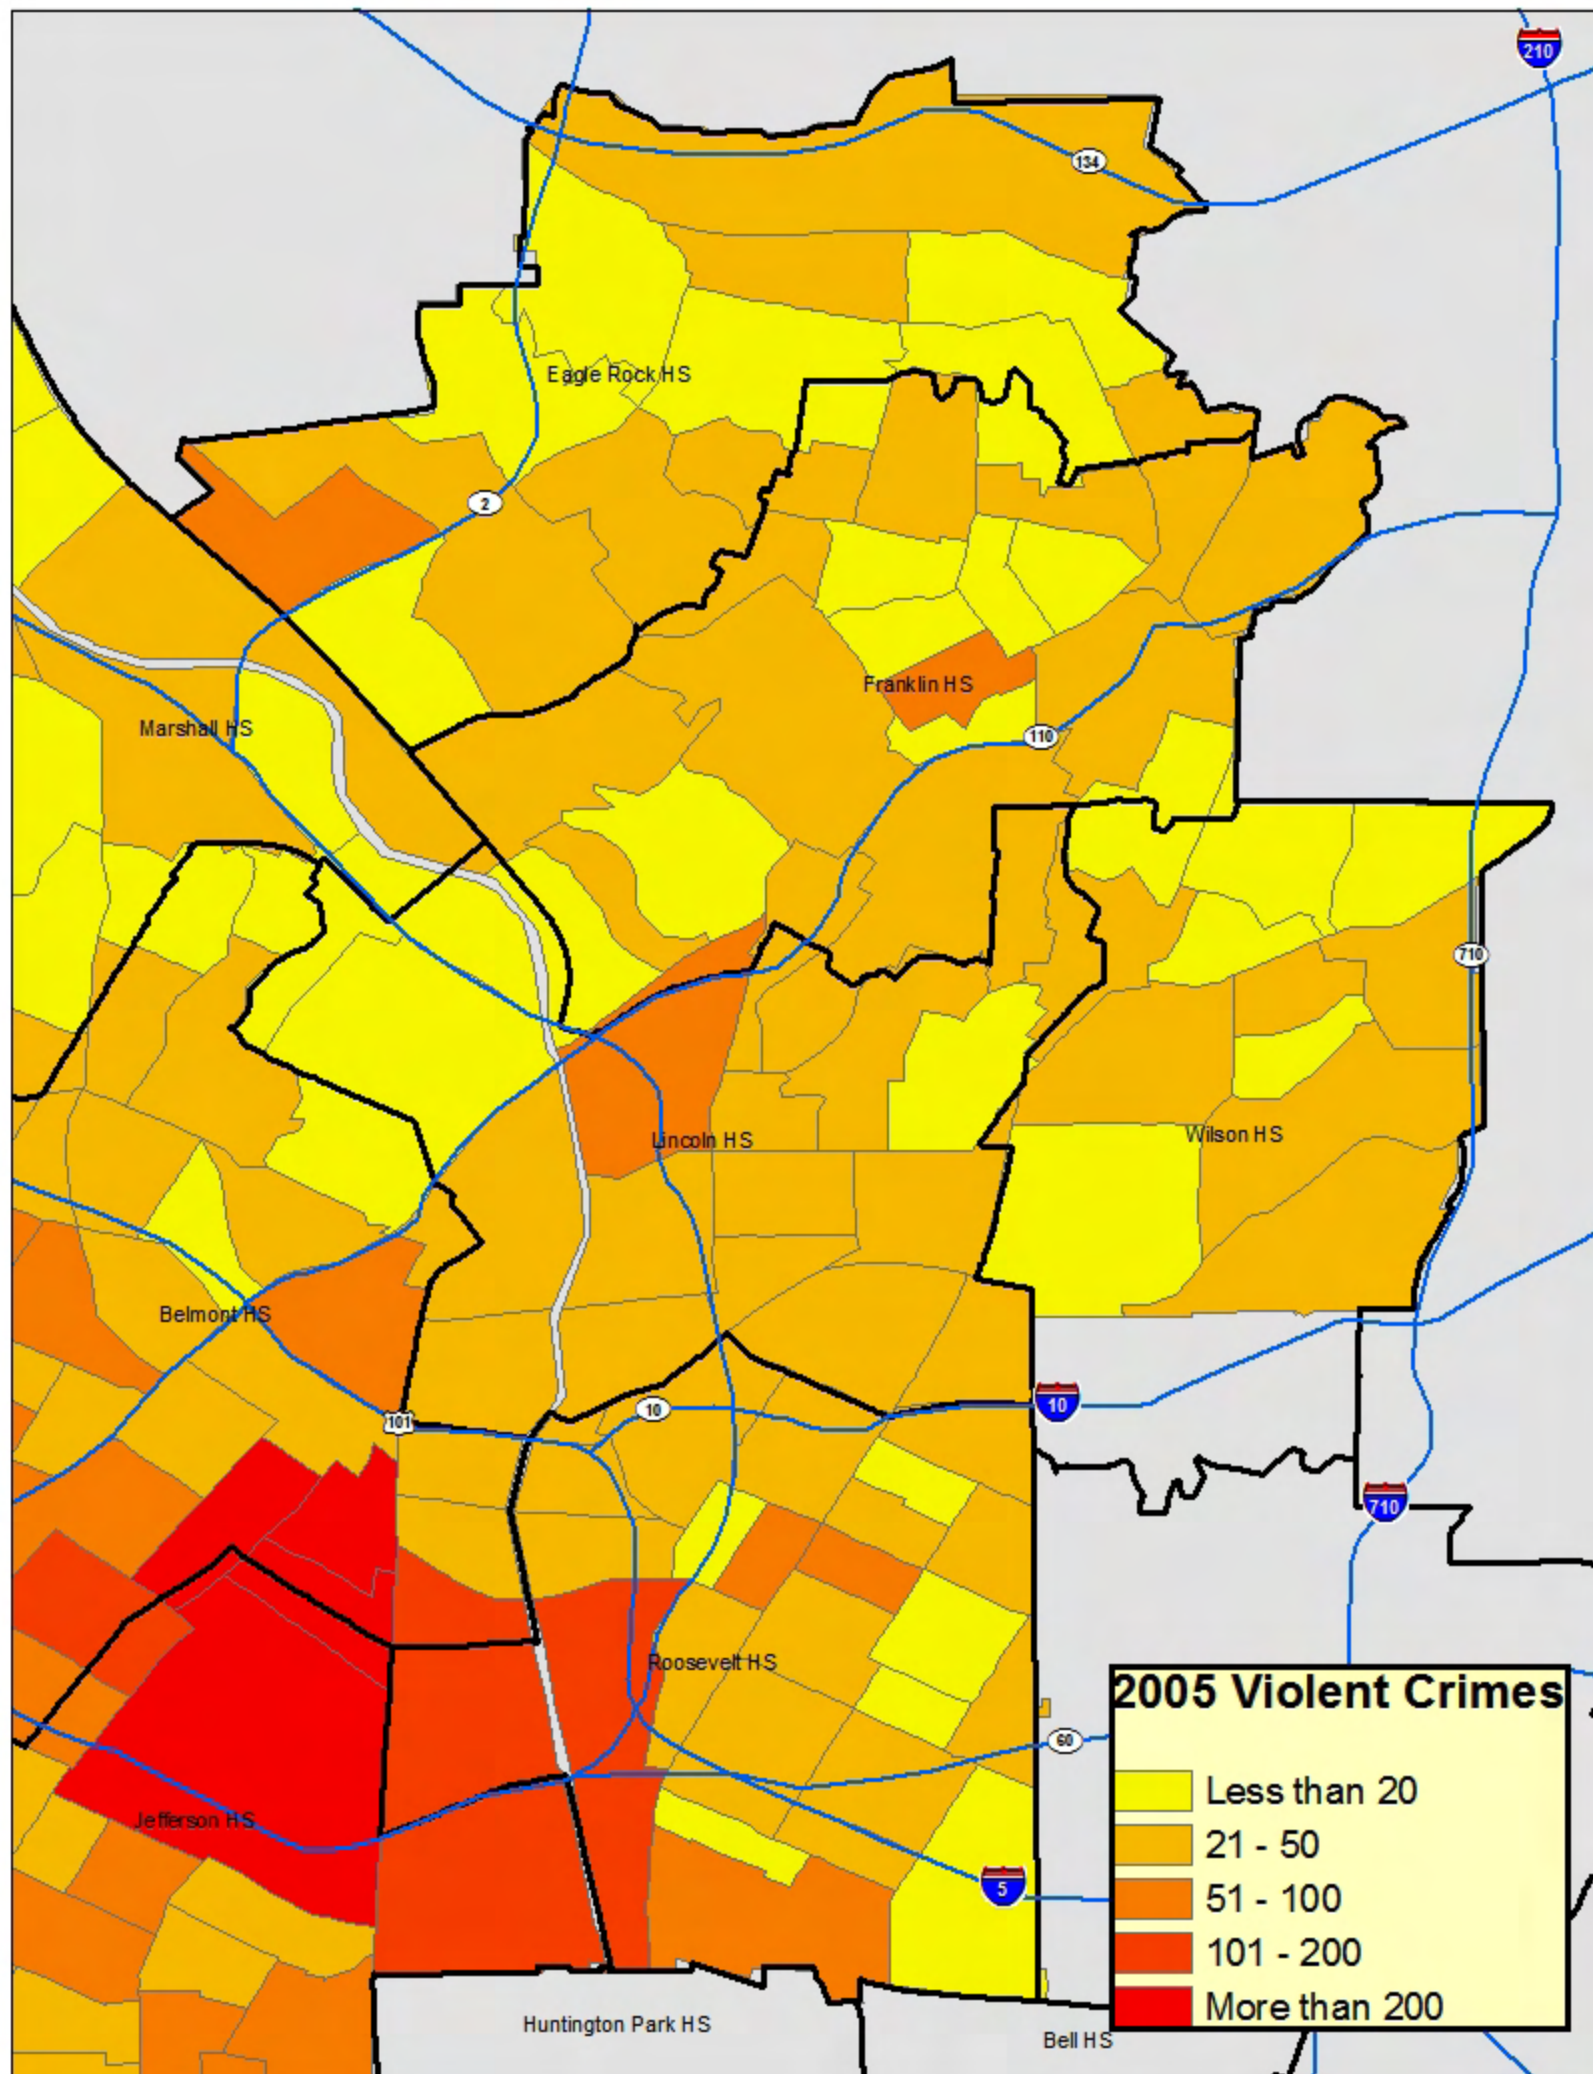 210
134
Eagle Rock HS
2
Franklin HS
Marshall HS
110
710
Lincoln HS
Wilson HS
Belmont HS
10
10
101
710
Roosevelt HS
2005 Violent Crimes
60
Less than 20
Jefferson HS
21 - 50
5
51 - 100
101 - 200
More than 200
Huntington Park HS
Bell HS